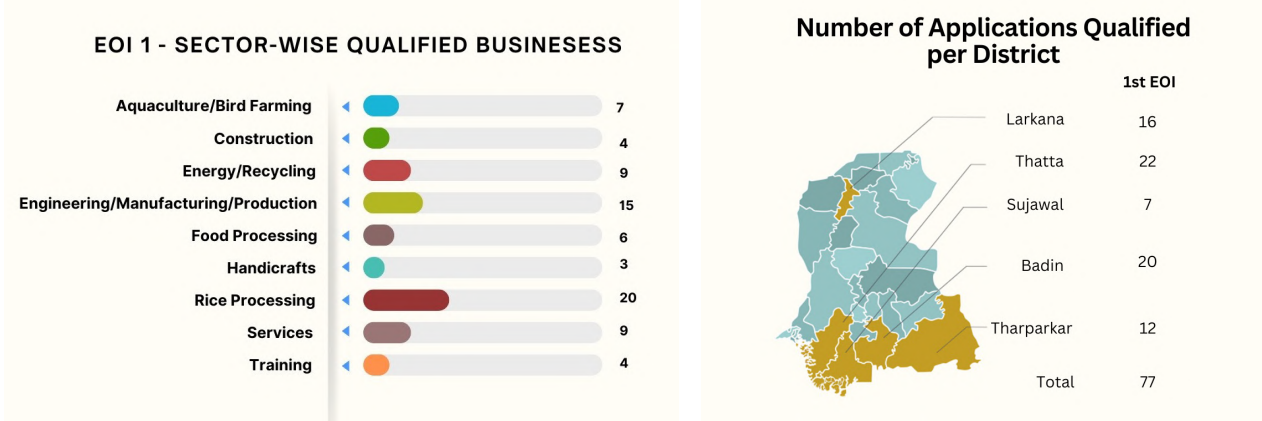 EOI 1 - SECTOR-WISE QUALIFIED BUSINESESS
Aquaculture/Bird Farming 7
Construction 4
Energy/Recycling 9
Engineering/Manufacturing/Production 15
Food Processing 6
Handicrafts 3
Rice Processing 20
Services 9
Training 4
Number of Applications Qualified
per District
1st EOI
Larkana 16
Thatta 22
Sujawal 7
Badin 20
Tharparkar 12
Total 77